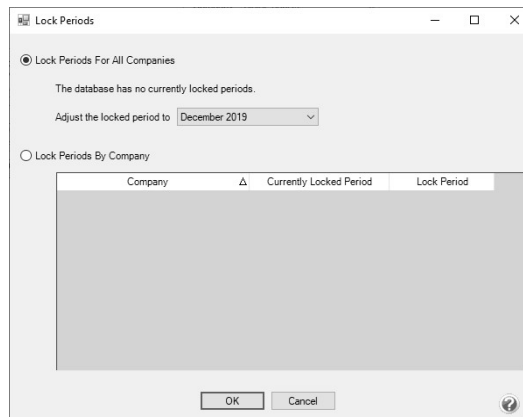 Lock Periods
Lock Periods For All Companies
The database has no currently locked periods.
Adjust the locked period to December 2019
Lock Periods By Company
Company Currently Locked Period Lock Period
OK Cancel